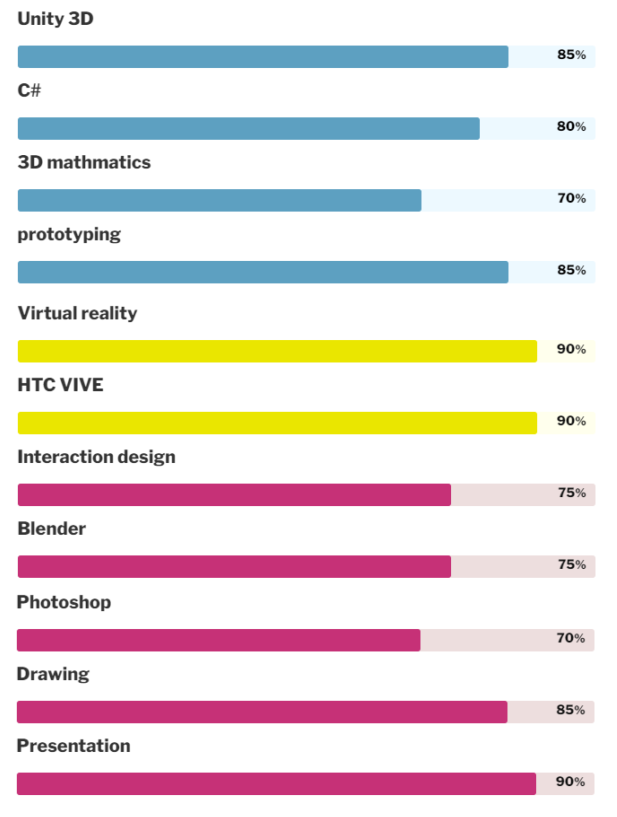 Unity 3D
85%
C#
80%
3D mathmatics
70%
prototyping
85%
Virtual reality
90%
HTC VIVE
90%
Interaction design
75%
Blender
75%
Photoshop
70%
Drawing
85%
Presentation
90%